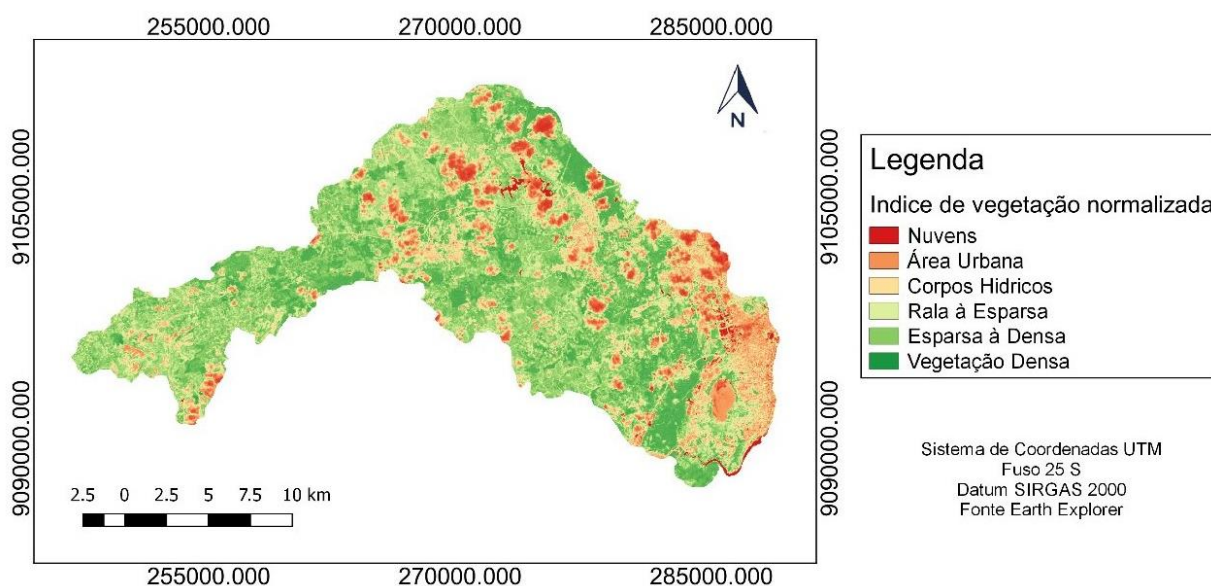 255000.000 270000.000 285000.000
9105000.000 9105000.000
N
Legenda
Indice de vegetação normalizada
Nuvens
Área Urbana
Corpos Hidricos
Rala à Esparsa
Esparsa à Densa
Vegetação Densa
9090000.000 9090000.000
Sistema de Coordenadas UTM
Fuso 25 S
Datum SIRGAS 2000
Fonte Earth Explorer
2.5 0 2.5 5 7.5 10 km
255000.000 270000.000 285000.000